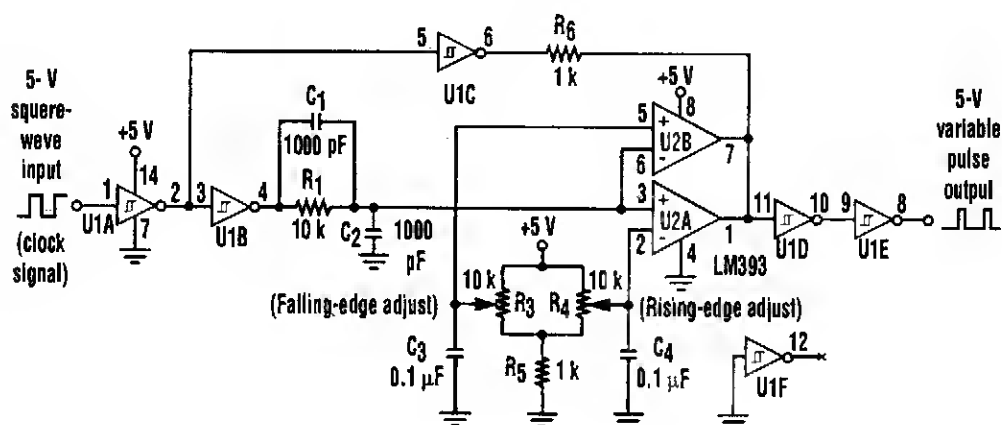 5- V
squere-
wave
input
(clock
signal)
+5 V
14
1
2
7
U1A
3
4
U1B
C1
1000 pF
R1
10 k
C2
1000
pF
5
6
U1C
R6
1 k
+5 V
8
5
+
U2B
6
-
7
3
+
U2A
2
-
1
4
LM393
11
10
U1D
9
8
U1E
5-V
variable
pulse
outpul
+5 V
10 k
R3
10 k
R4
(Falling-edge adjust)
(Rising-edge adjust)
C3
0.1 µF
R5
1 k
C4
0.1 µF
12
U1F